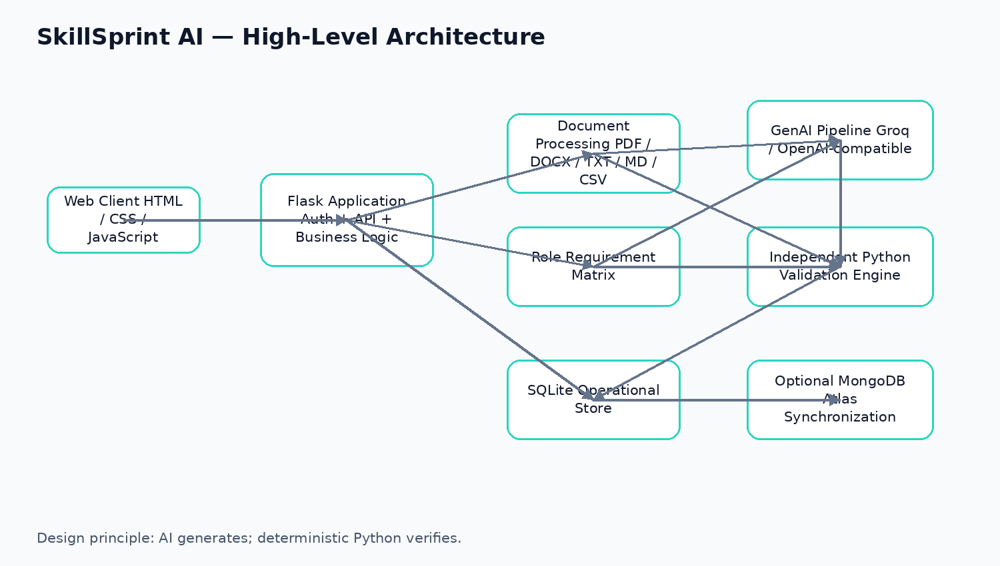 SkillSprint AI — High-Level Architecture
Web Client HTML
/ CSS /
JavaScript
Flask Application
Auth + API +
Business Logic
Document
Processing PDF /
DOCX / TXT / MD /
CSV
GenAI Pipeline Groq
/ OpenAI-compatible
Role Requirement
Matrix
Independent Python
Validation Engine
SQLite Operational
Store
Optional MongoDB
Atlas
Synchronization
Design principle: AI generates; deterministic Python verifies.